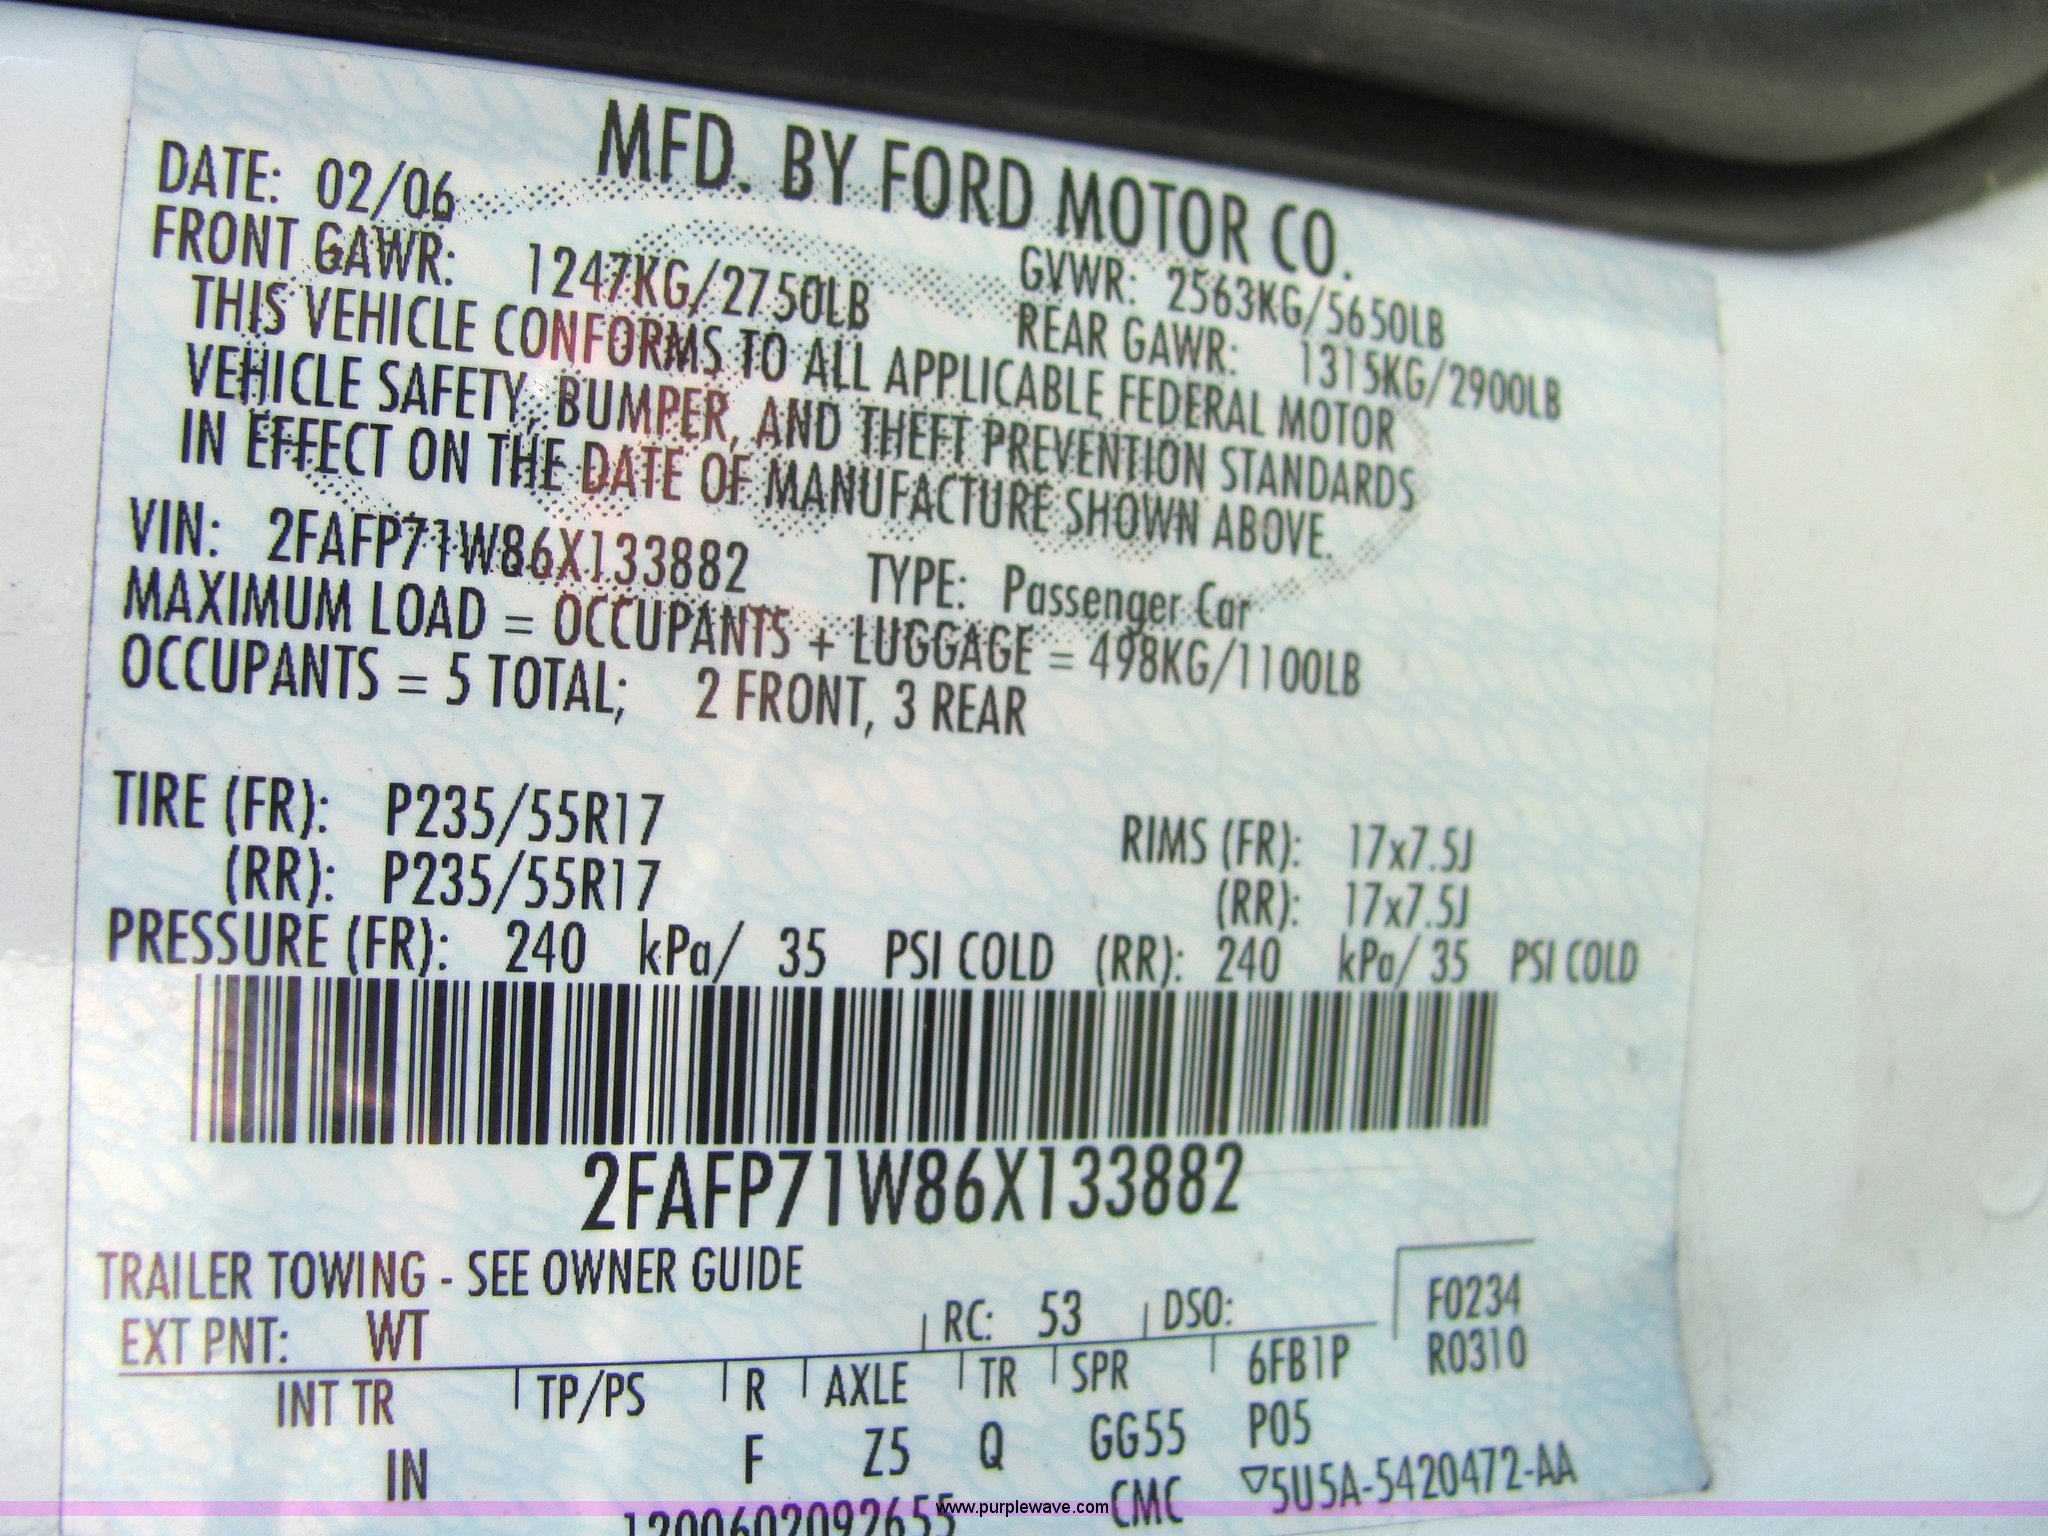 MFD. BY FORD MOTOR CO.
DATE: 02/06 GVWR: 2563KG/5650LB
FRONT GAWR: 1247KG/2750LB REAR GAWR: 1315KG/2900LB
THIS VEHICLE CONFORMS TO ALL APPLICABLE FEDERAL MOTOR
VEHICLE SAFETY, BUMPER, AND THEFT PREVENTION STANDARDS
IN EFFECT ON THE DATE OF MANUFACTURE SHOWN ABOVE.
VIN: 2FAFP71W86X133882 TYPE: Passenger Car
MAXIMUM LOAD = OCCUPANTS + LUGGAGE = 498KG/1100LB
OCCUPANTS = 5 TOTAL; 2 FRONT, 3 REAR
TIRE (FR): P235/55R17 RIMS (FR): 17x7.5J
(RR): P235/55R17 (RR): 17x7.5J
PRESSURE (FR): 240 kPa/ 35 PSI COLD (RR): 240 kPa/ 35 PSI COLD
2FAFP71W86X133882
TRAILER TOWING - SEE OWNER GUIDE
EXT PNT: WT RC: 53 DSO: F0234
INT TR TP/PS R AXLE TR SPR 6FB1P R0310
IN F Z5 Q GG55 P05
1200602092655 CMC ▽5U5A-5420472-AA
www.purplewave.com